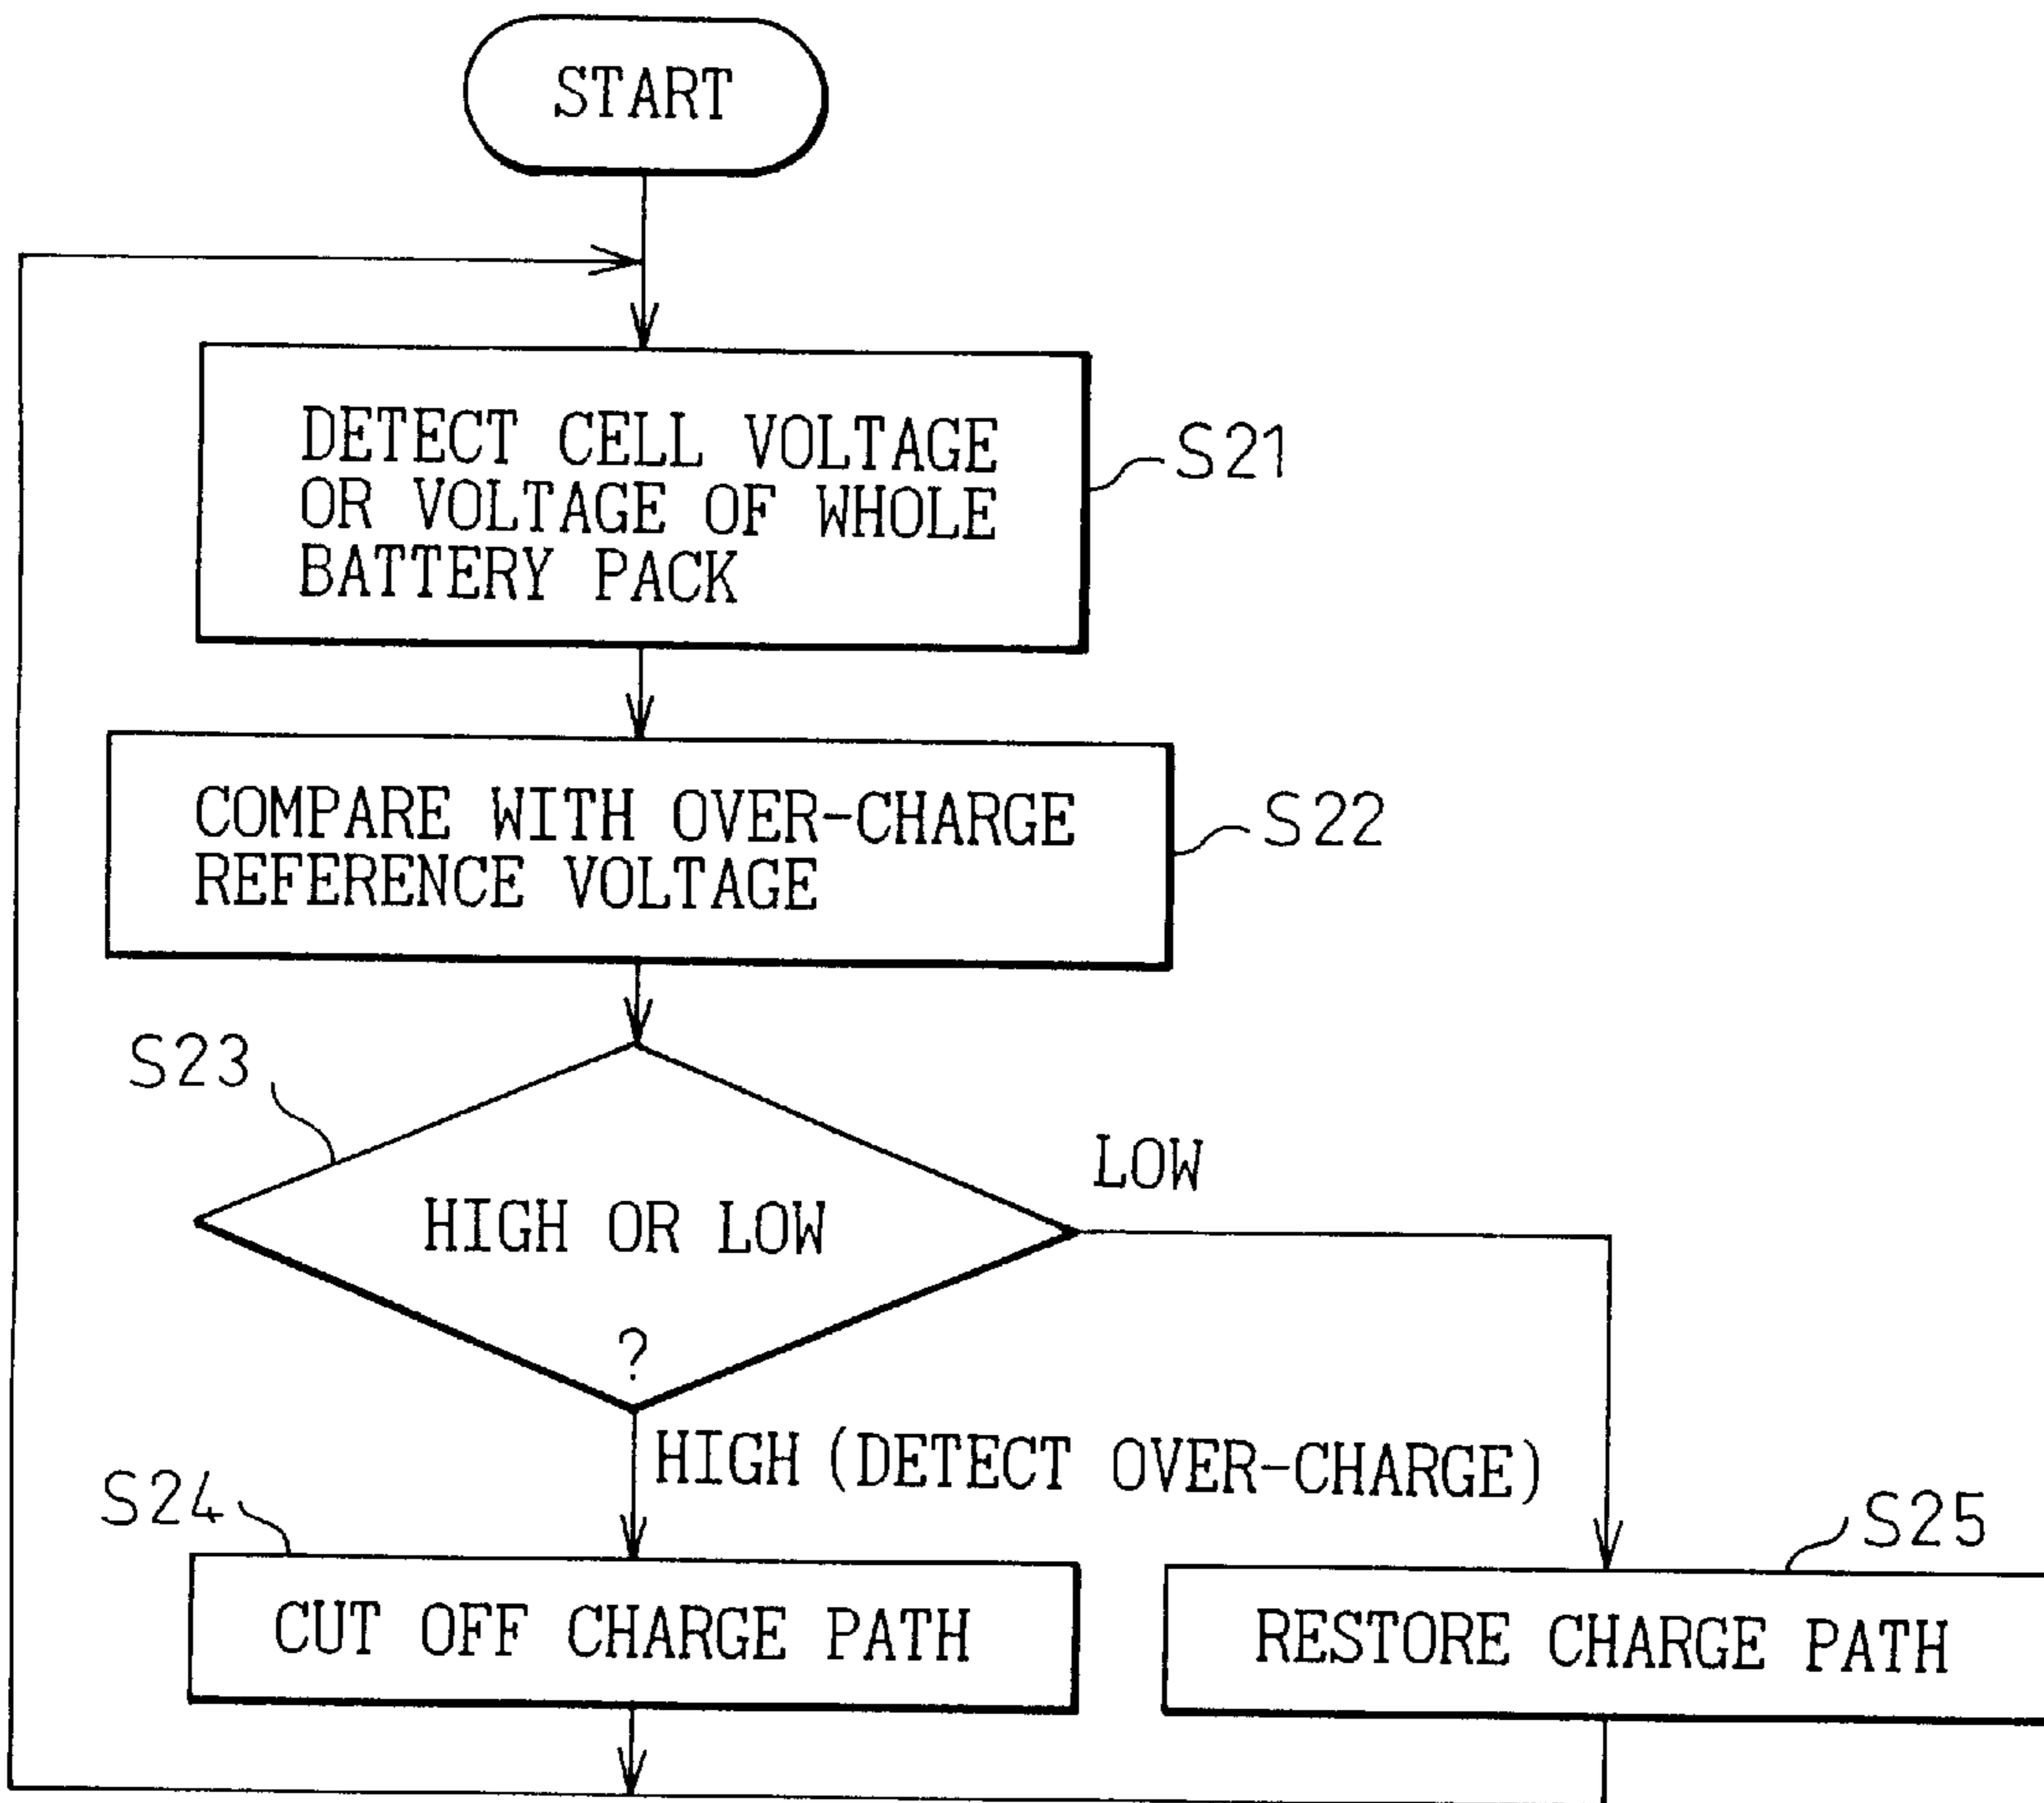 START
DETECT CELL VOLTAGE
OR VOLTAGE OF WHOLE
BATTERY PACK
S21
COMPARE WITH OVER-CHARGE
REFERENCE VOLTAGE
S22
S23
HIGH OR LOW
?
LOW
HIGH (DETECT OVER-CHARGE)
S24
CUT OFF CHARGE PATH
S25
RESTORE CHARGE PATH